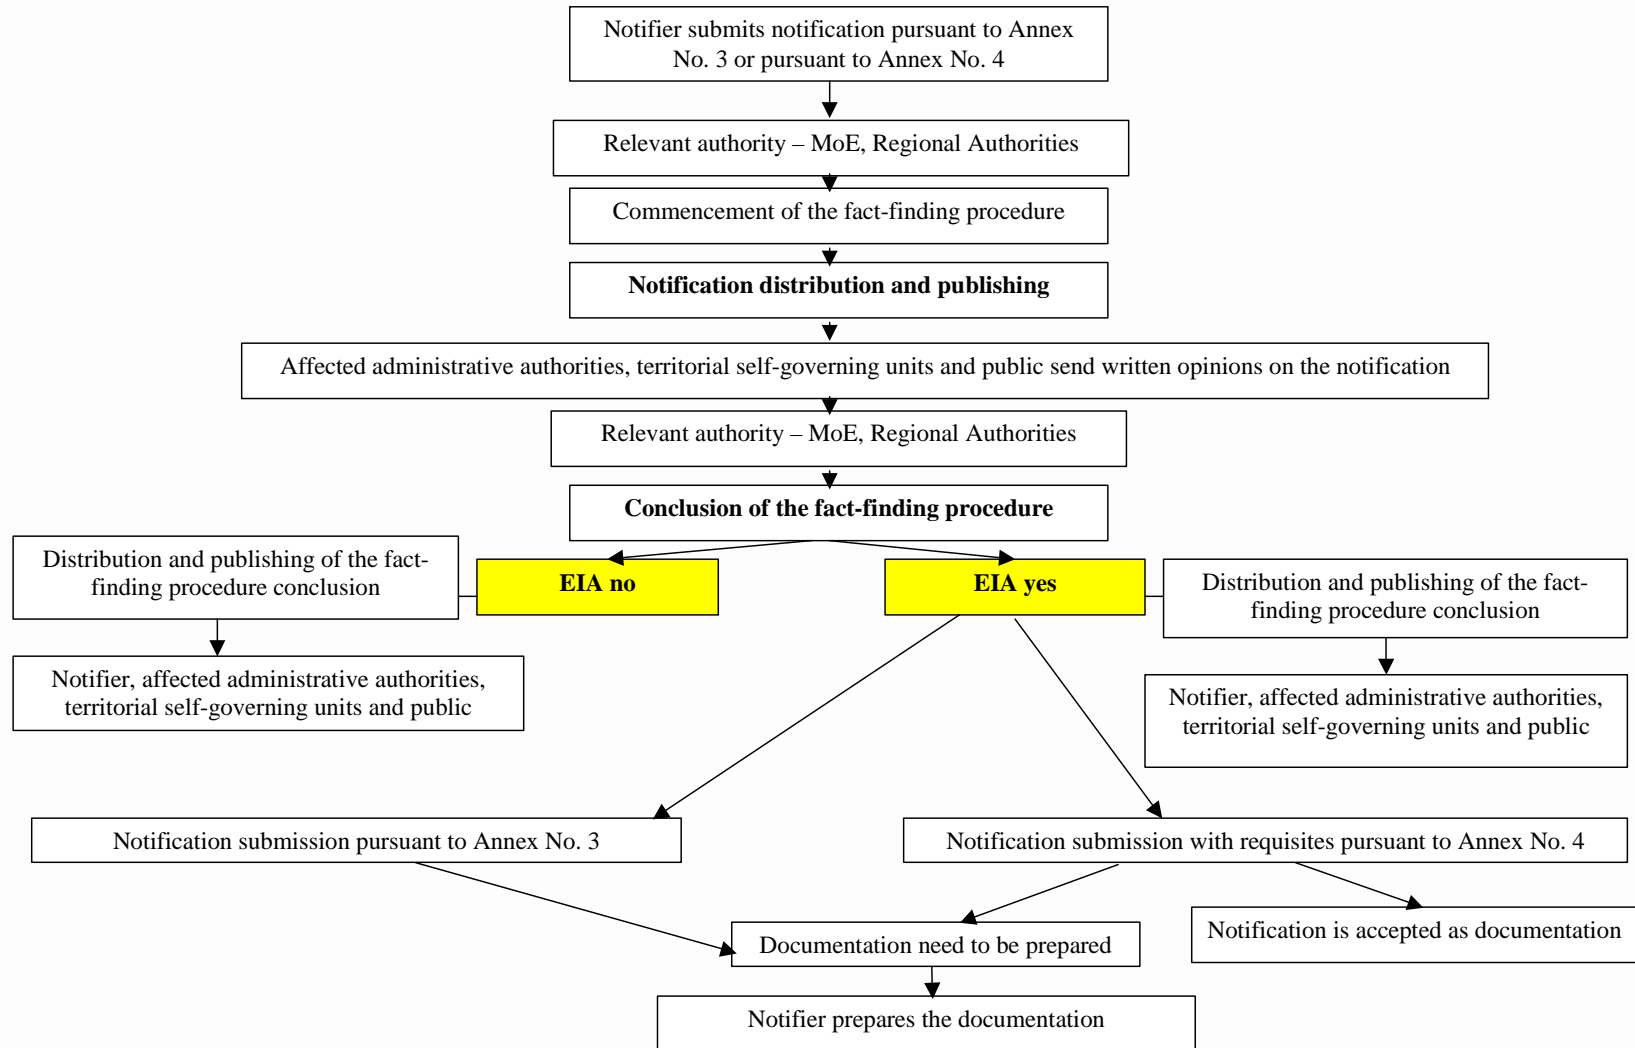 Notifier submits notification pursuant to Annex
No. 3 or pursuant to Annex No. 4
Relevant authority – MoE, Regional Authorities
Commencement of the fact-finding procedure
Notification distribution and publishing
Affected administrative authorities, territorial self-governing units and public send written opinions on the notification
Relevant authority – MoE, Regional Authorities
Conclusion of the fact-finding procedure
Distribution and publishing of the fact-
finding procedure conclusion
EIA no
EIA yes
Distribution and publishing of the fact-
finding procedure conclusion
Notifier, affected administrative authorities,
territorial self-governing units and public
Notifier, affected administrative authorities,
territorial self-governing units and public
Notification submission pursuant to Annex No. 3
Notification submission with requisites pursuant to Annex No. 4
Documentation need to be prepared
Notification is accepted as documentation
Notifier prepares the documentation